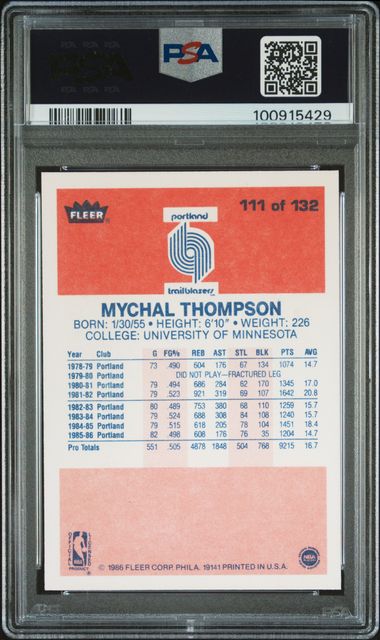 PSA
100915429
FLEER®
111 of 132
portland
trailblazers
MYCHAL THOMPSON
BORN: 1/30/55 • HEIGHT: 6'10" • WEIGHT: 226
COLLEGE: UNIVERSITY OF MINNESOTA
Year Club G FG% REB AST STL BLK PTS AVG
1978-79 Portland 73 .490 604 176 67 134 1074 14.7
1979-80 Portland DID NOT PLAY—FRACTURED LEG
1980-81 Portland 79 .494 686 284 62 170 1345 17.0
1981-82 Portland 79 .523 921 319 69 107 1642 20.8
1982-83 Portland 80 .489 753 380 68 110 1259 15.7
1983-84 Portland 79 .524 688 308 84 108 1240 15.7
1984-85 Portland 79 .515 618 205 78 104 1451 18.4
1985-86 Portland 82 .498 608 176 76 35 1204 14.7
Pro Totals 551 .505 4878 1848 504 768 9215 16.7
OFFICIAL LICENSED
NBA
PRODUCT
© 1986 FLEER CORP. PHILA. 19141 PRINTED IN U.S.A.